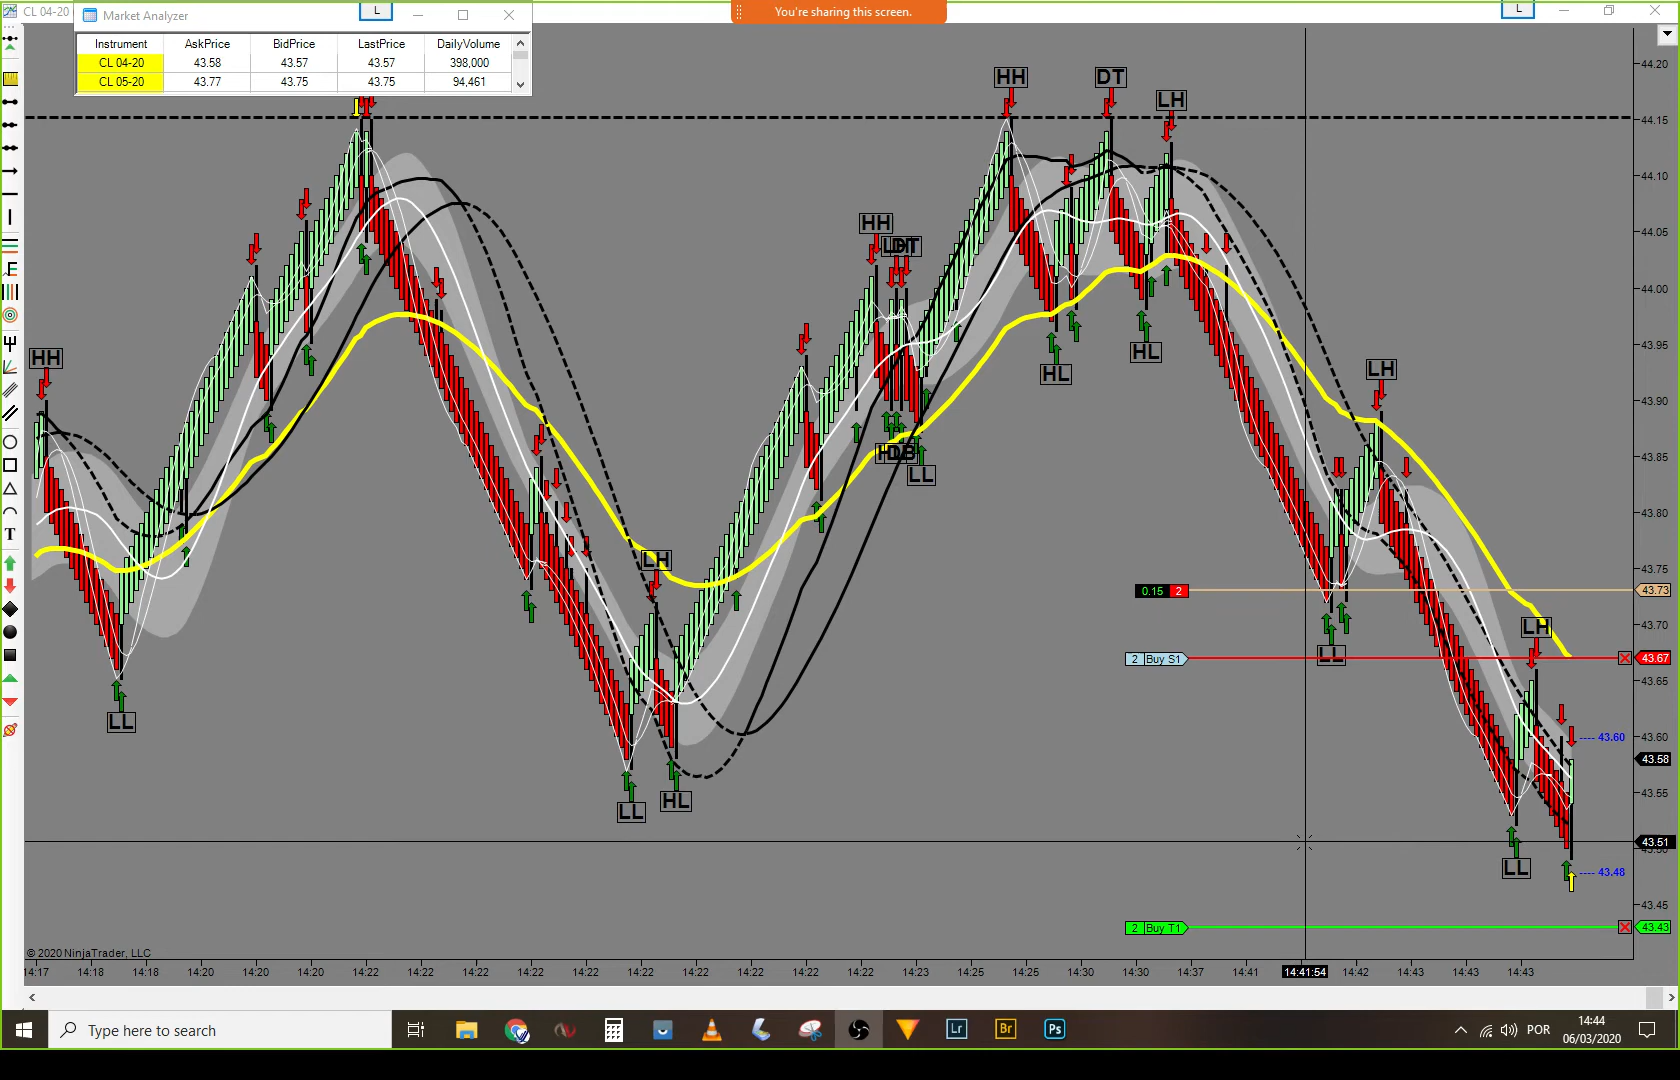 CL 04-20
Market Analyzer
L
You're sharing this screen.
L
Instrument AskPrice BidPrice LastPrice DailyVolume
CL 04-20 43.58 43.57 43.57 398,000
CL 05-20 43.77 43.75 43.75 94,461
44.20
HH DT LH
44.15
44.10
HH
44.05
44.00
HL
HL
43.95
HH
LH
43.90
43.85
LL
43.80
LH
43.75
0.15 2 43.73
43.70
LH
2 Buy S1 LL 43.67
43.65
LL
43.60 43.60
43.58
HL
LL
43.55
43.51
LL
43.48
43.45
2 Buy T1 43.43
© 2020 NinjaTrader, LLC
14:17 14:18 14:18 14:20 14:20 14:20 14:22 14:22 14:22 14:22 14:22 14:22 14:22 14:22 14:22 14:22 14:23 14:25 14:25 14:30 14:30 14:37 14:41 14:41:54 14:42 14:43 14:43 14:43
Type here to search
Lr
Br
Ps
POR
14:44
06/03/2020